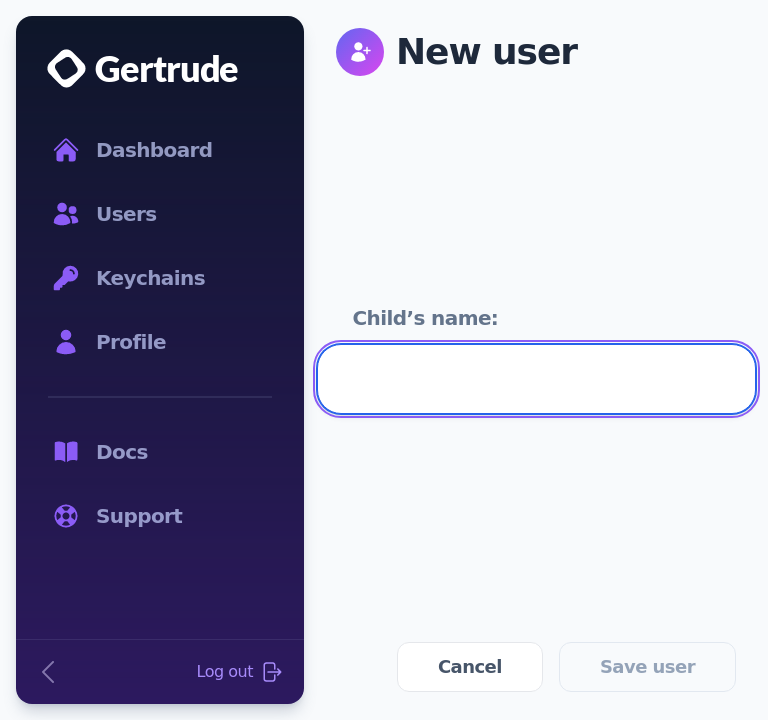 Gertrude
Dashboard
Users
Keychains
Profile
Docs
Support
Log out
New user
Child’s name:
Cancel
Save user